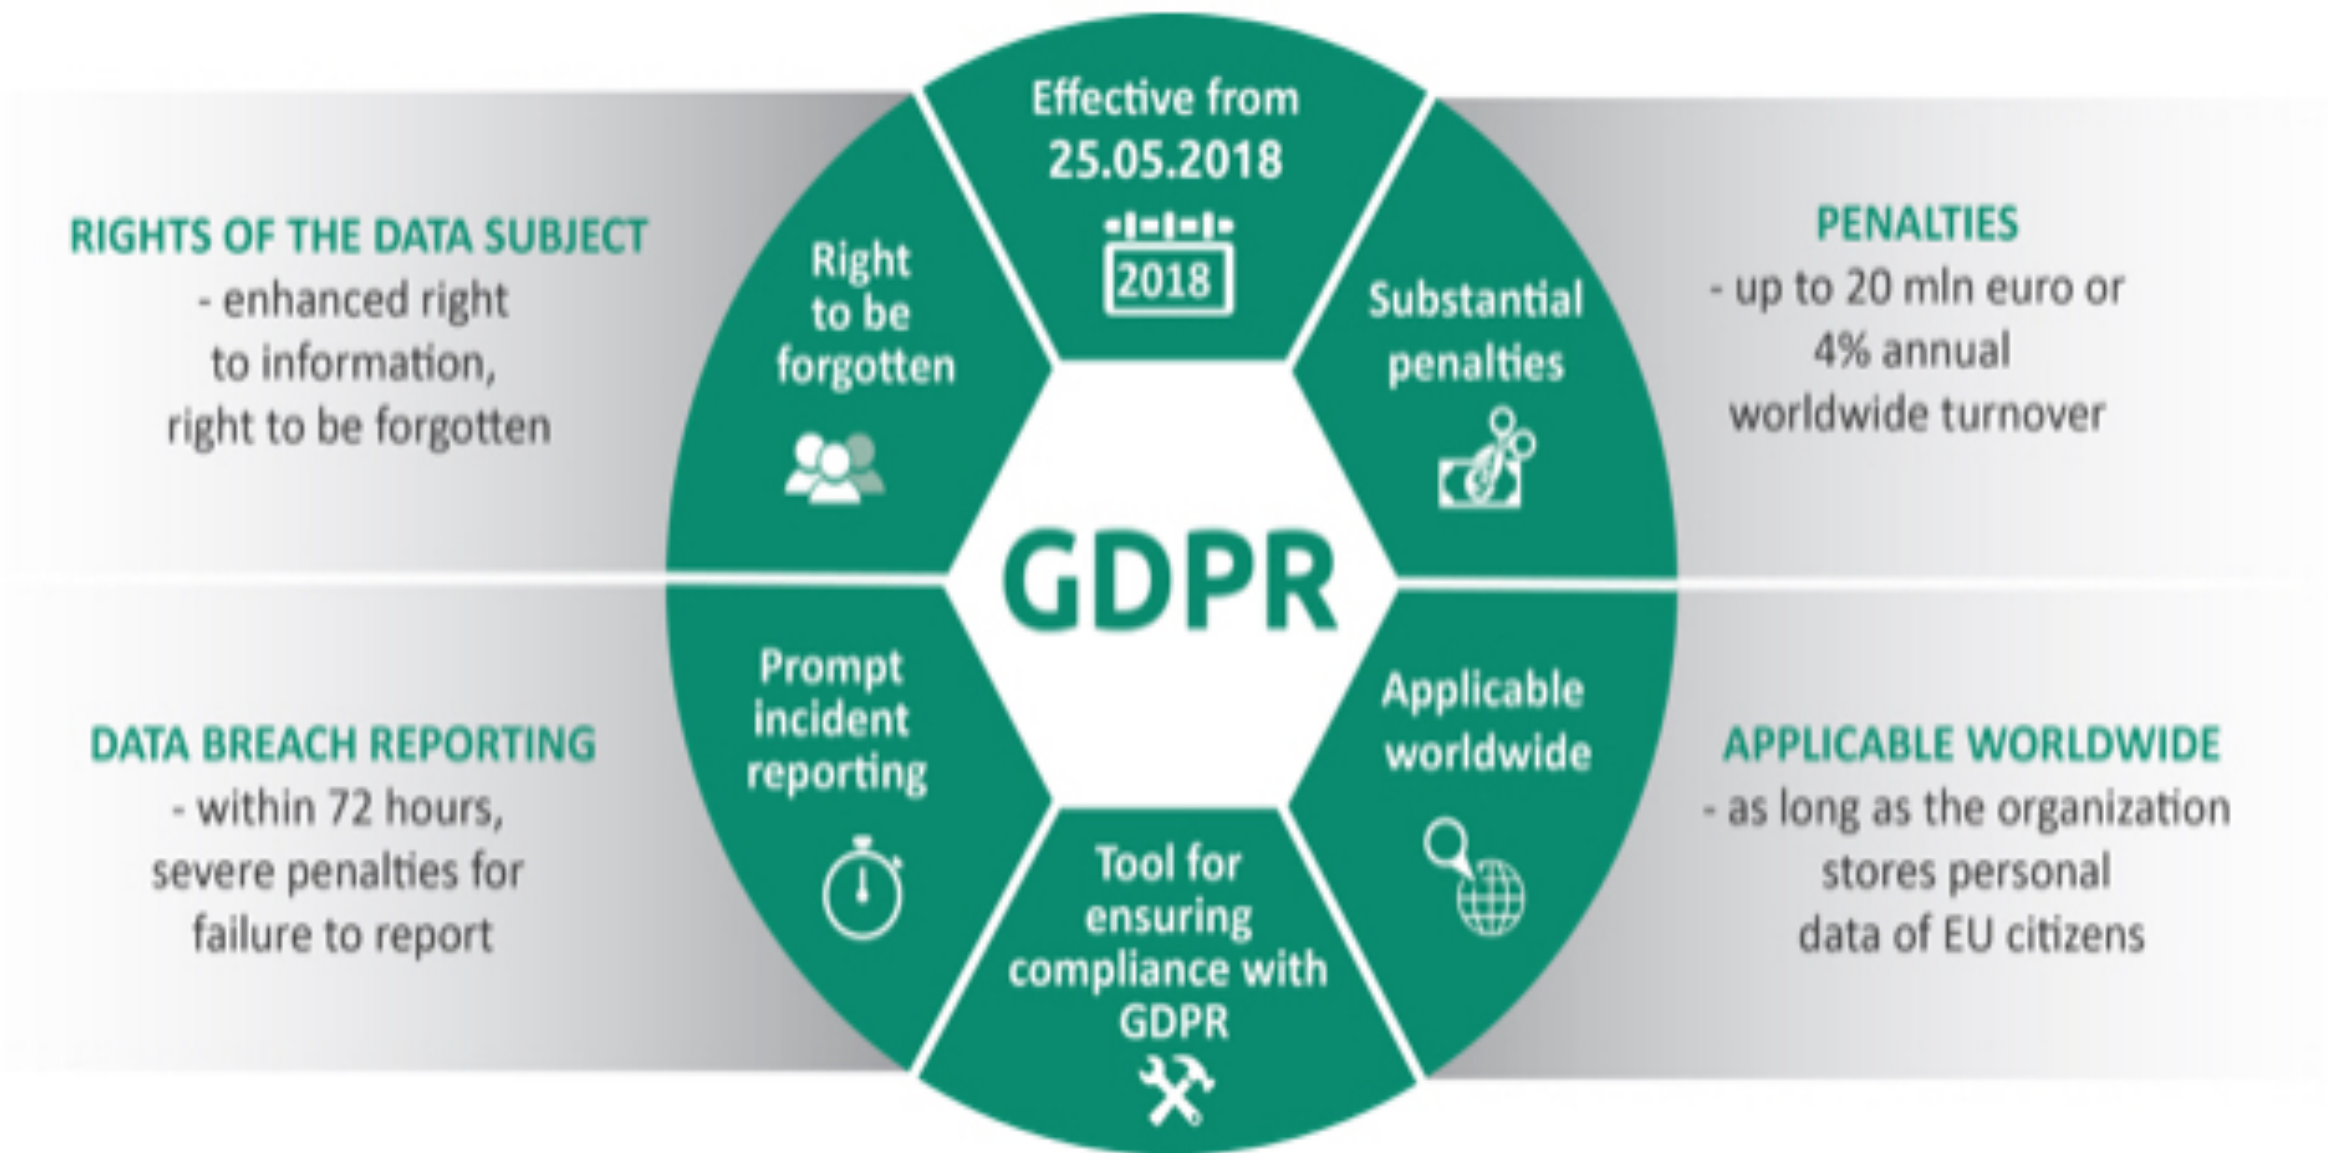 Effective from
25.05.2018
2018
RIGHTS OF THE DATA SUBJECT
- enhanced right
to information,
right to be forgotten
Right
to be
forgotten
Substantial
penalties
PENALTIES
- up to 20 mln euro or
4% annual
worldwide turnover
GDPR
DATA BREACH REPORTING
- within 72 hours,
severe penalties for
failure to report
Prompt
incident
reporting
Tool for
ensuring
compliance with
GDPR
Applicable
worldwide
APPLICABLE WORLDWIDE
- as long as the organization
stores personal
data of EU citizens